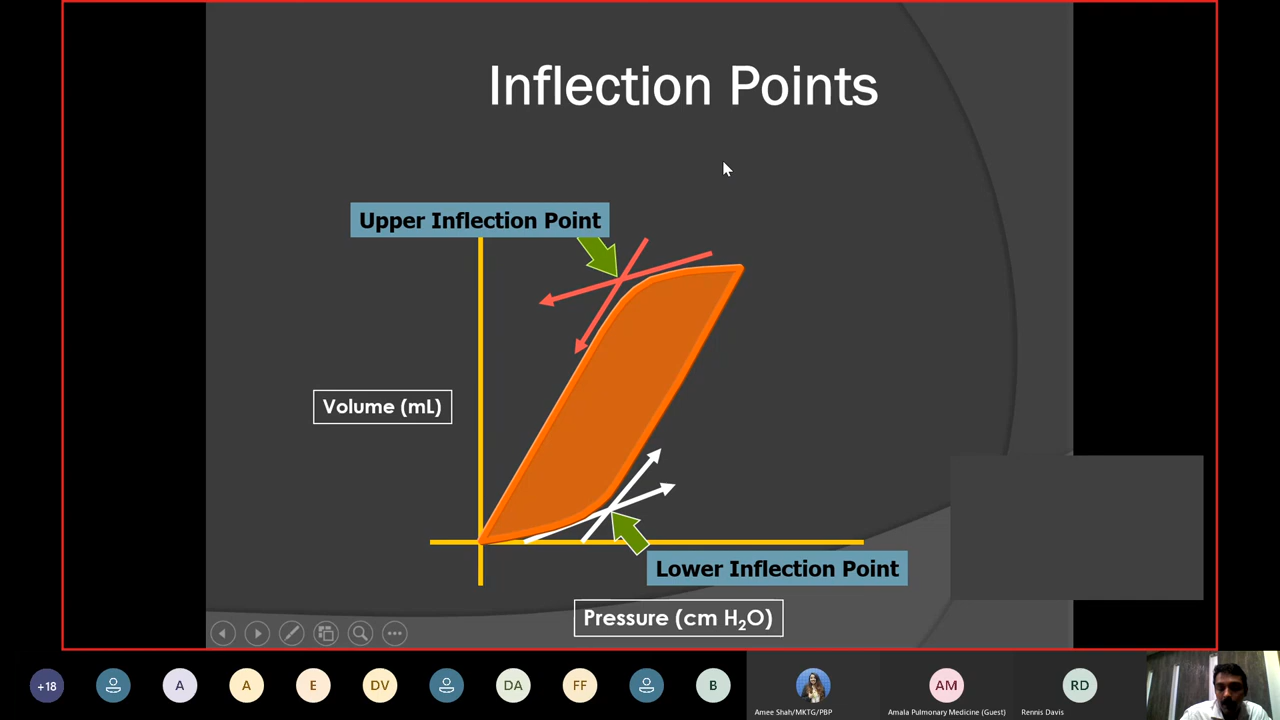 Inflection Points
Upper Inflection Point
Volume (mL)
Lower Inflection Point
Pressure (cm H₂O)
+18
A
A
E
DV
DA
FF
B
AM
RD
Amee Shah/MKTG/PBP
Amala Pulmonary Medicine (Guest)
Rennis Davis